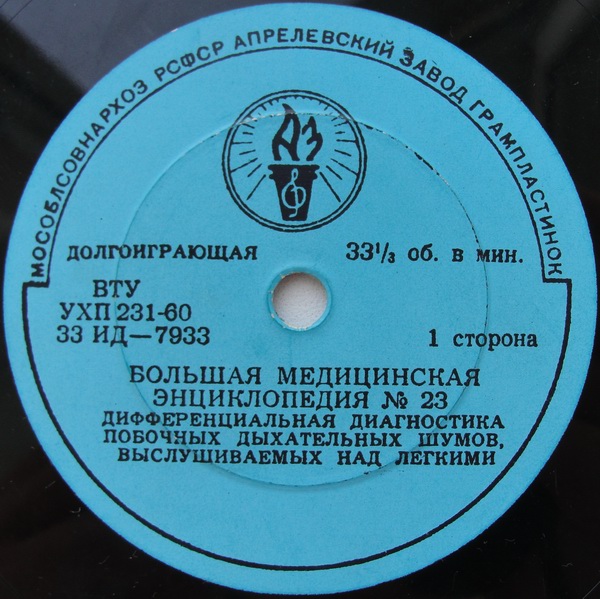 МОСОБЛСОВНАРХОЗ РСФСР АПРЕЛЕВСКИЙ ЗАВОД ГРАМПЛАСТИНОК
АЗ
ДОЛГОИГРАЮЩАЯ 33⅓ об. в мин.
ВТУ
УХП 231-60
33 ИД—7933 1 сторона
БОЛЬШАЯ МЕДИЦИНСКАЯ
ЭНЦИКЛОПЕДИЯ № 23
ДИФФЕРЕНЦИАЛЬНАЯ ДИАГНОСТИКА
ПОБОЧНЫХ ДЫХАТЕЛЬНЫХ ШУМОВ,
ВЫСЛУШИВАЕМЫХ НАД ЛЕГКИМИ